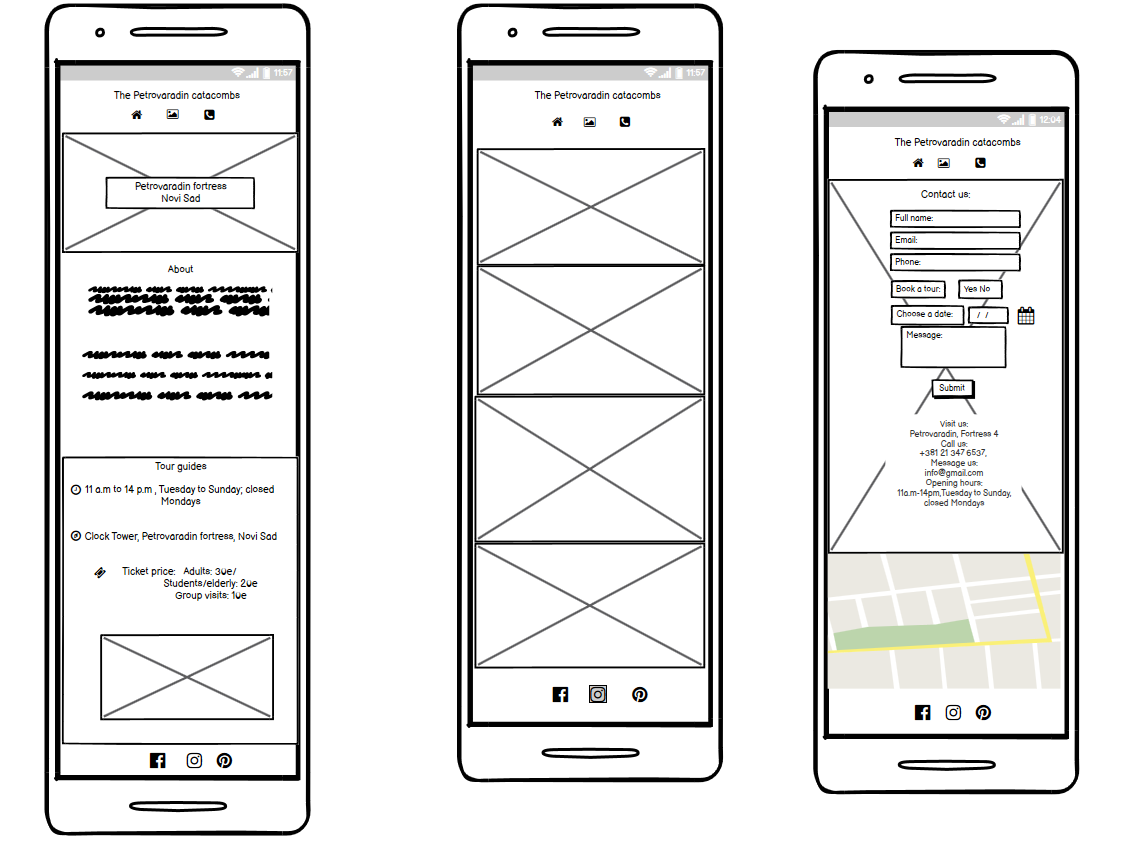 11:57
The Petrovaradin catacombs
Petrovaradin fortress
Novi Sad
About
Tour guides
11 a.m to 14 p.m , Tuesday to Sunday; closed
Mondays
Clock Tower, Petrovaradin fortress, Novi Sad
Ticket price: Adults: 30e/
Students/elderly: 20e
Group visits: 10e
11:57
The Petrovaradin catacombs
12:04
The Petrovaradin catacombs
Contact us:
Full name:
Email:
Phone:
Book a tour: Yes No
Choose a date: / /
Message:
Submit
Visit us:
Petrovaradin, Fortress 4
Call us:
+381 21 347 6537,
Message us:
info@gmail.com
Opening hours:
11a.m-14pm,Tuesday to Sunday,
closed Mondays